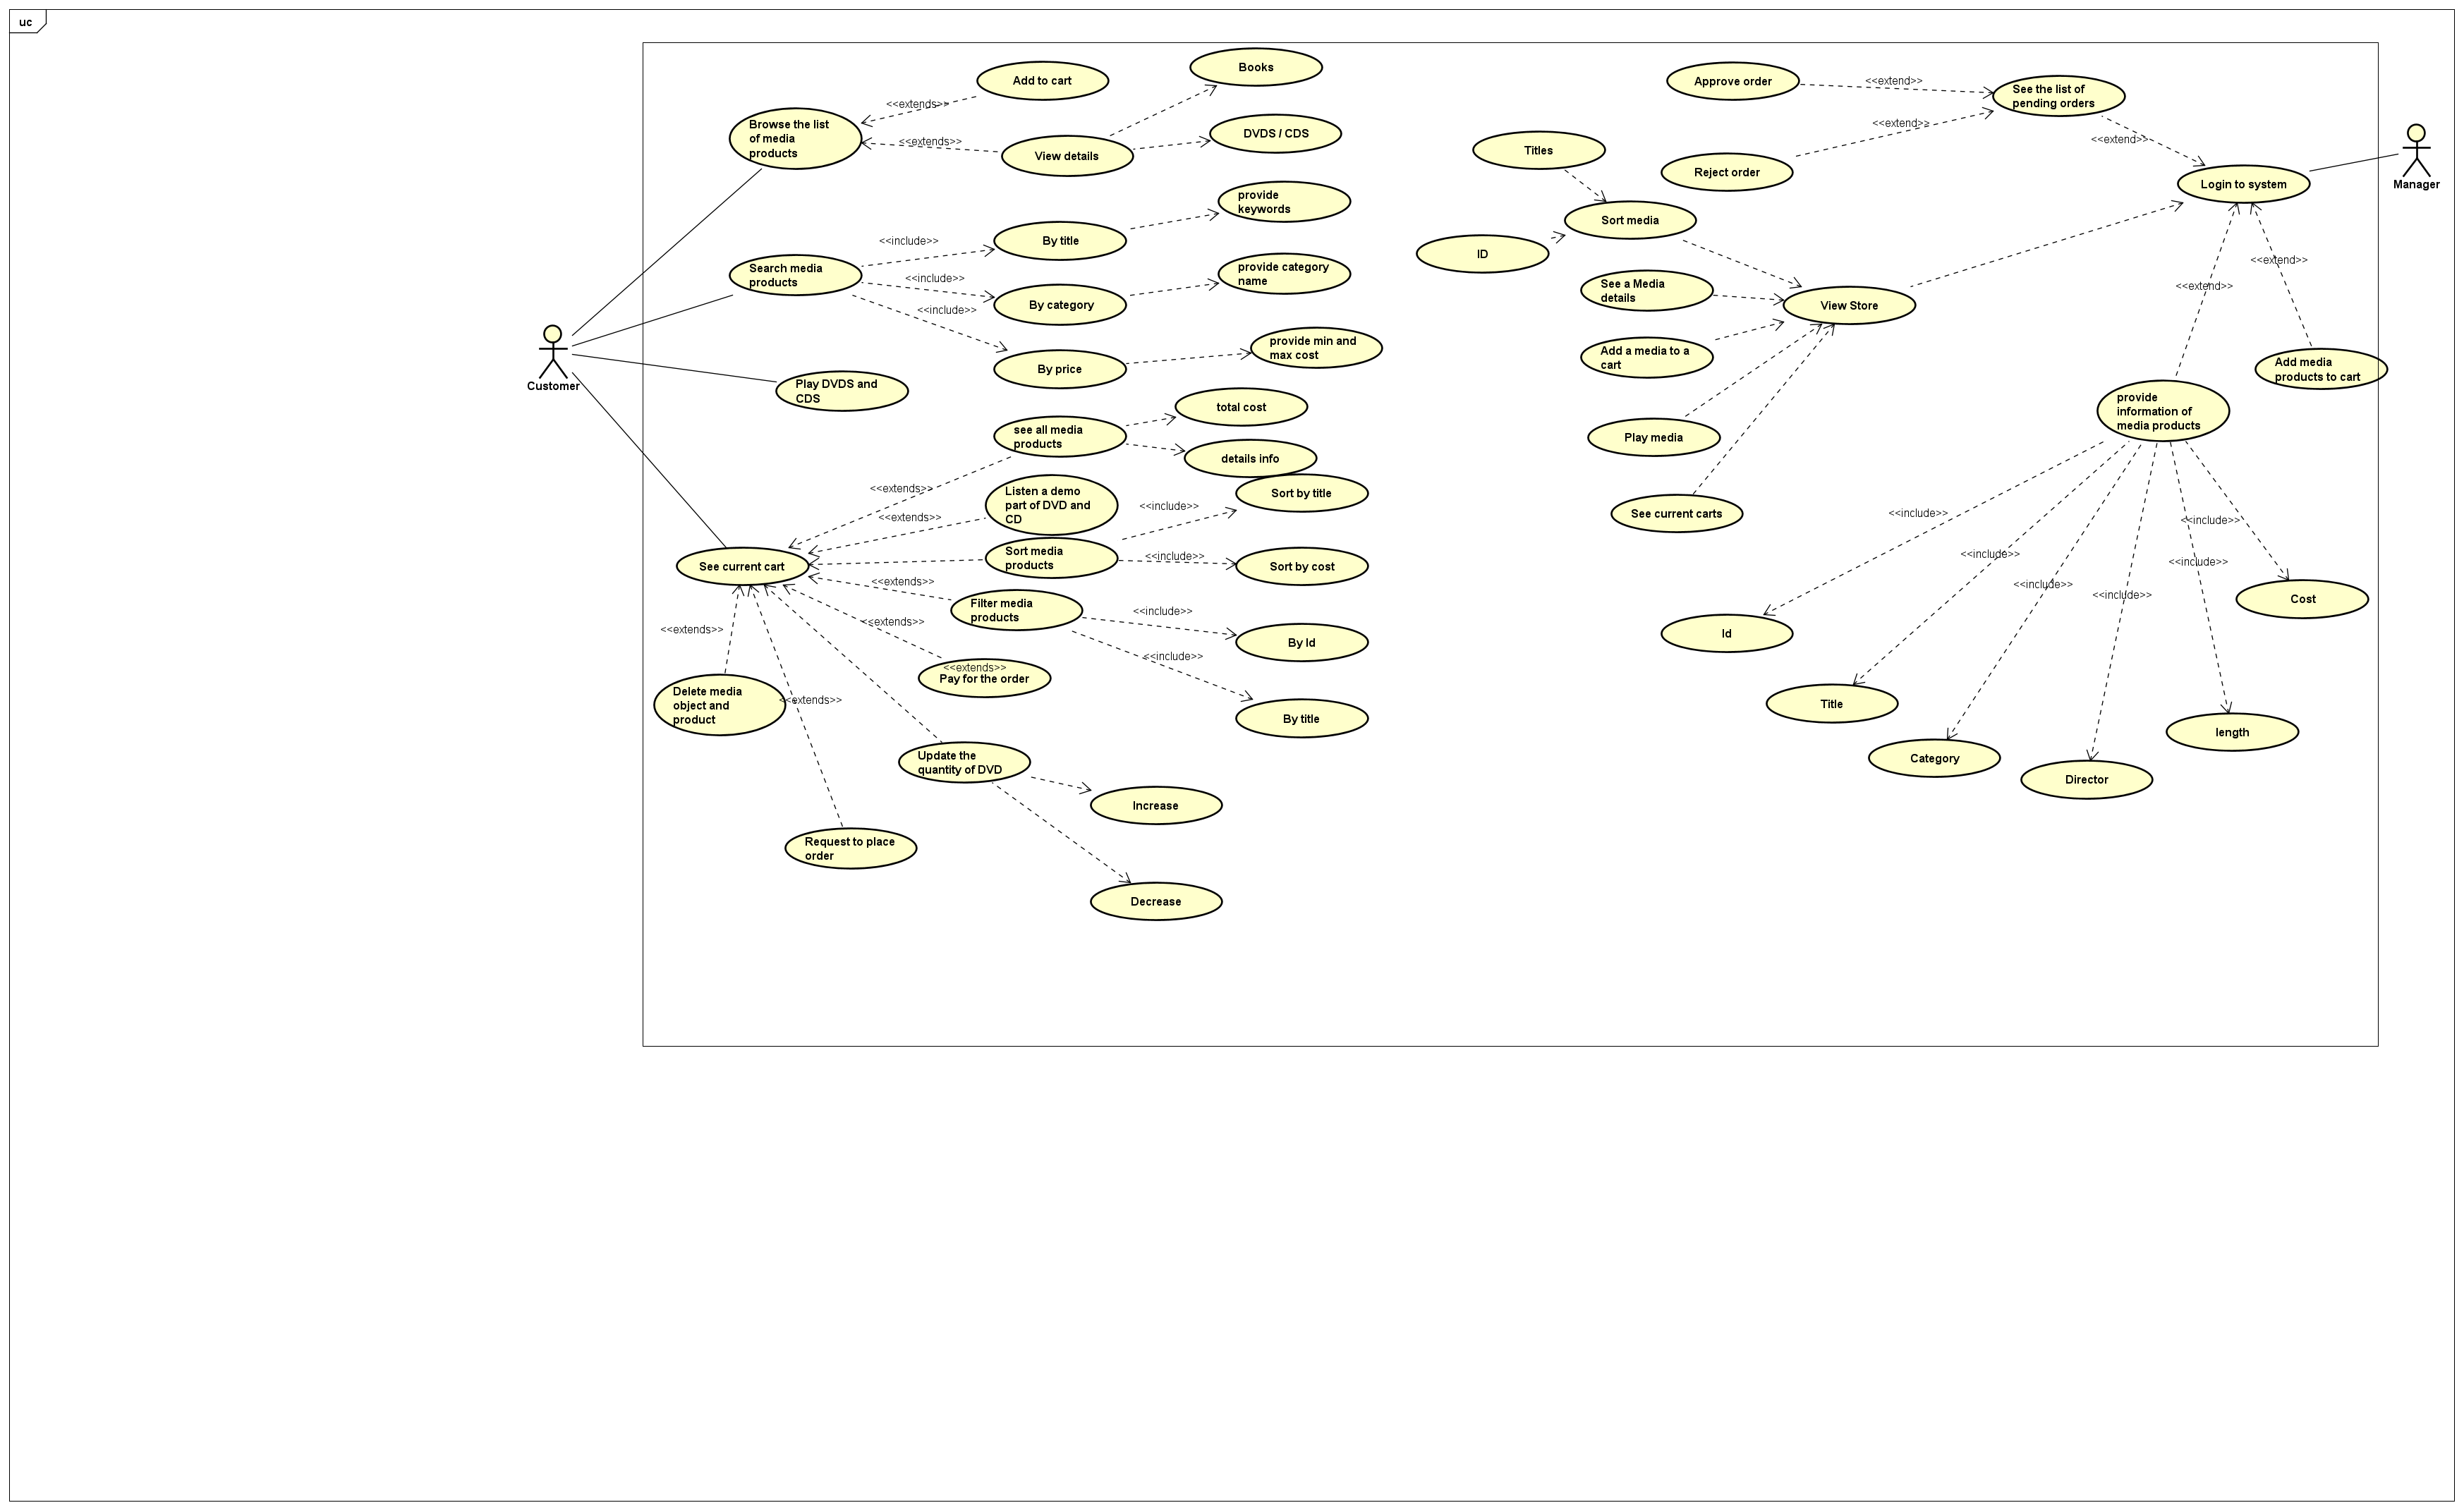 uc
Books
Add to cart
Approve order
<<extend>>
See the list of
pending orders
<<extends>>
Browse the list
of media
products
DVDS / CDS
<<extends>>
View details
Titles
<<extend>>
<<extend>>
Reject order
Login to system
Manager
provide
keywords
Sort media
<<include>>
By title
ID
Search media
products
provide category
name
<<extend>>
<<include>>
By category
See a Media
details
<<extend>>
View Store
<<include>>
provide min and
max cost
Add a media to a
cart
By price
Add media
products to cart
Customer
Play DVDS and
CDS
total cost
provide
information of
media products
see all media
products
Play media
details info
<<extends>>
Listen a demo
part of DVD and
CD
Sort by title
<<include>>
See current carts
<<include>>
<<include>>
<<extends>>
Sort media
products
<<include>>
<<include>>
<<include>>
See current cart
Sort by cost
<<extends>>
<<include>>
<<include>>
Cost
Filter media
products
<<include>>
<<extends>>
<<extends>>
Id
By Id
<<include>>
<<extends>>
Pay for the order
Delete media
object and
product
<<extends>>
Title
By title
length
Update the
quantity of DVD
Category
Director
Increase
Request to place
order
Decrease